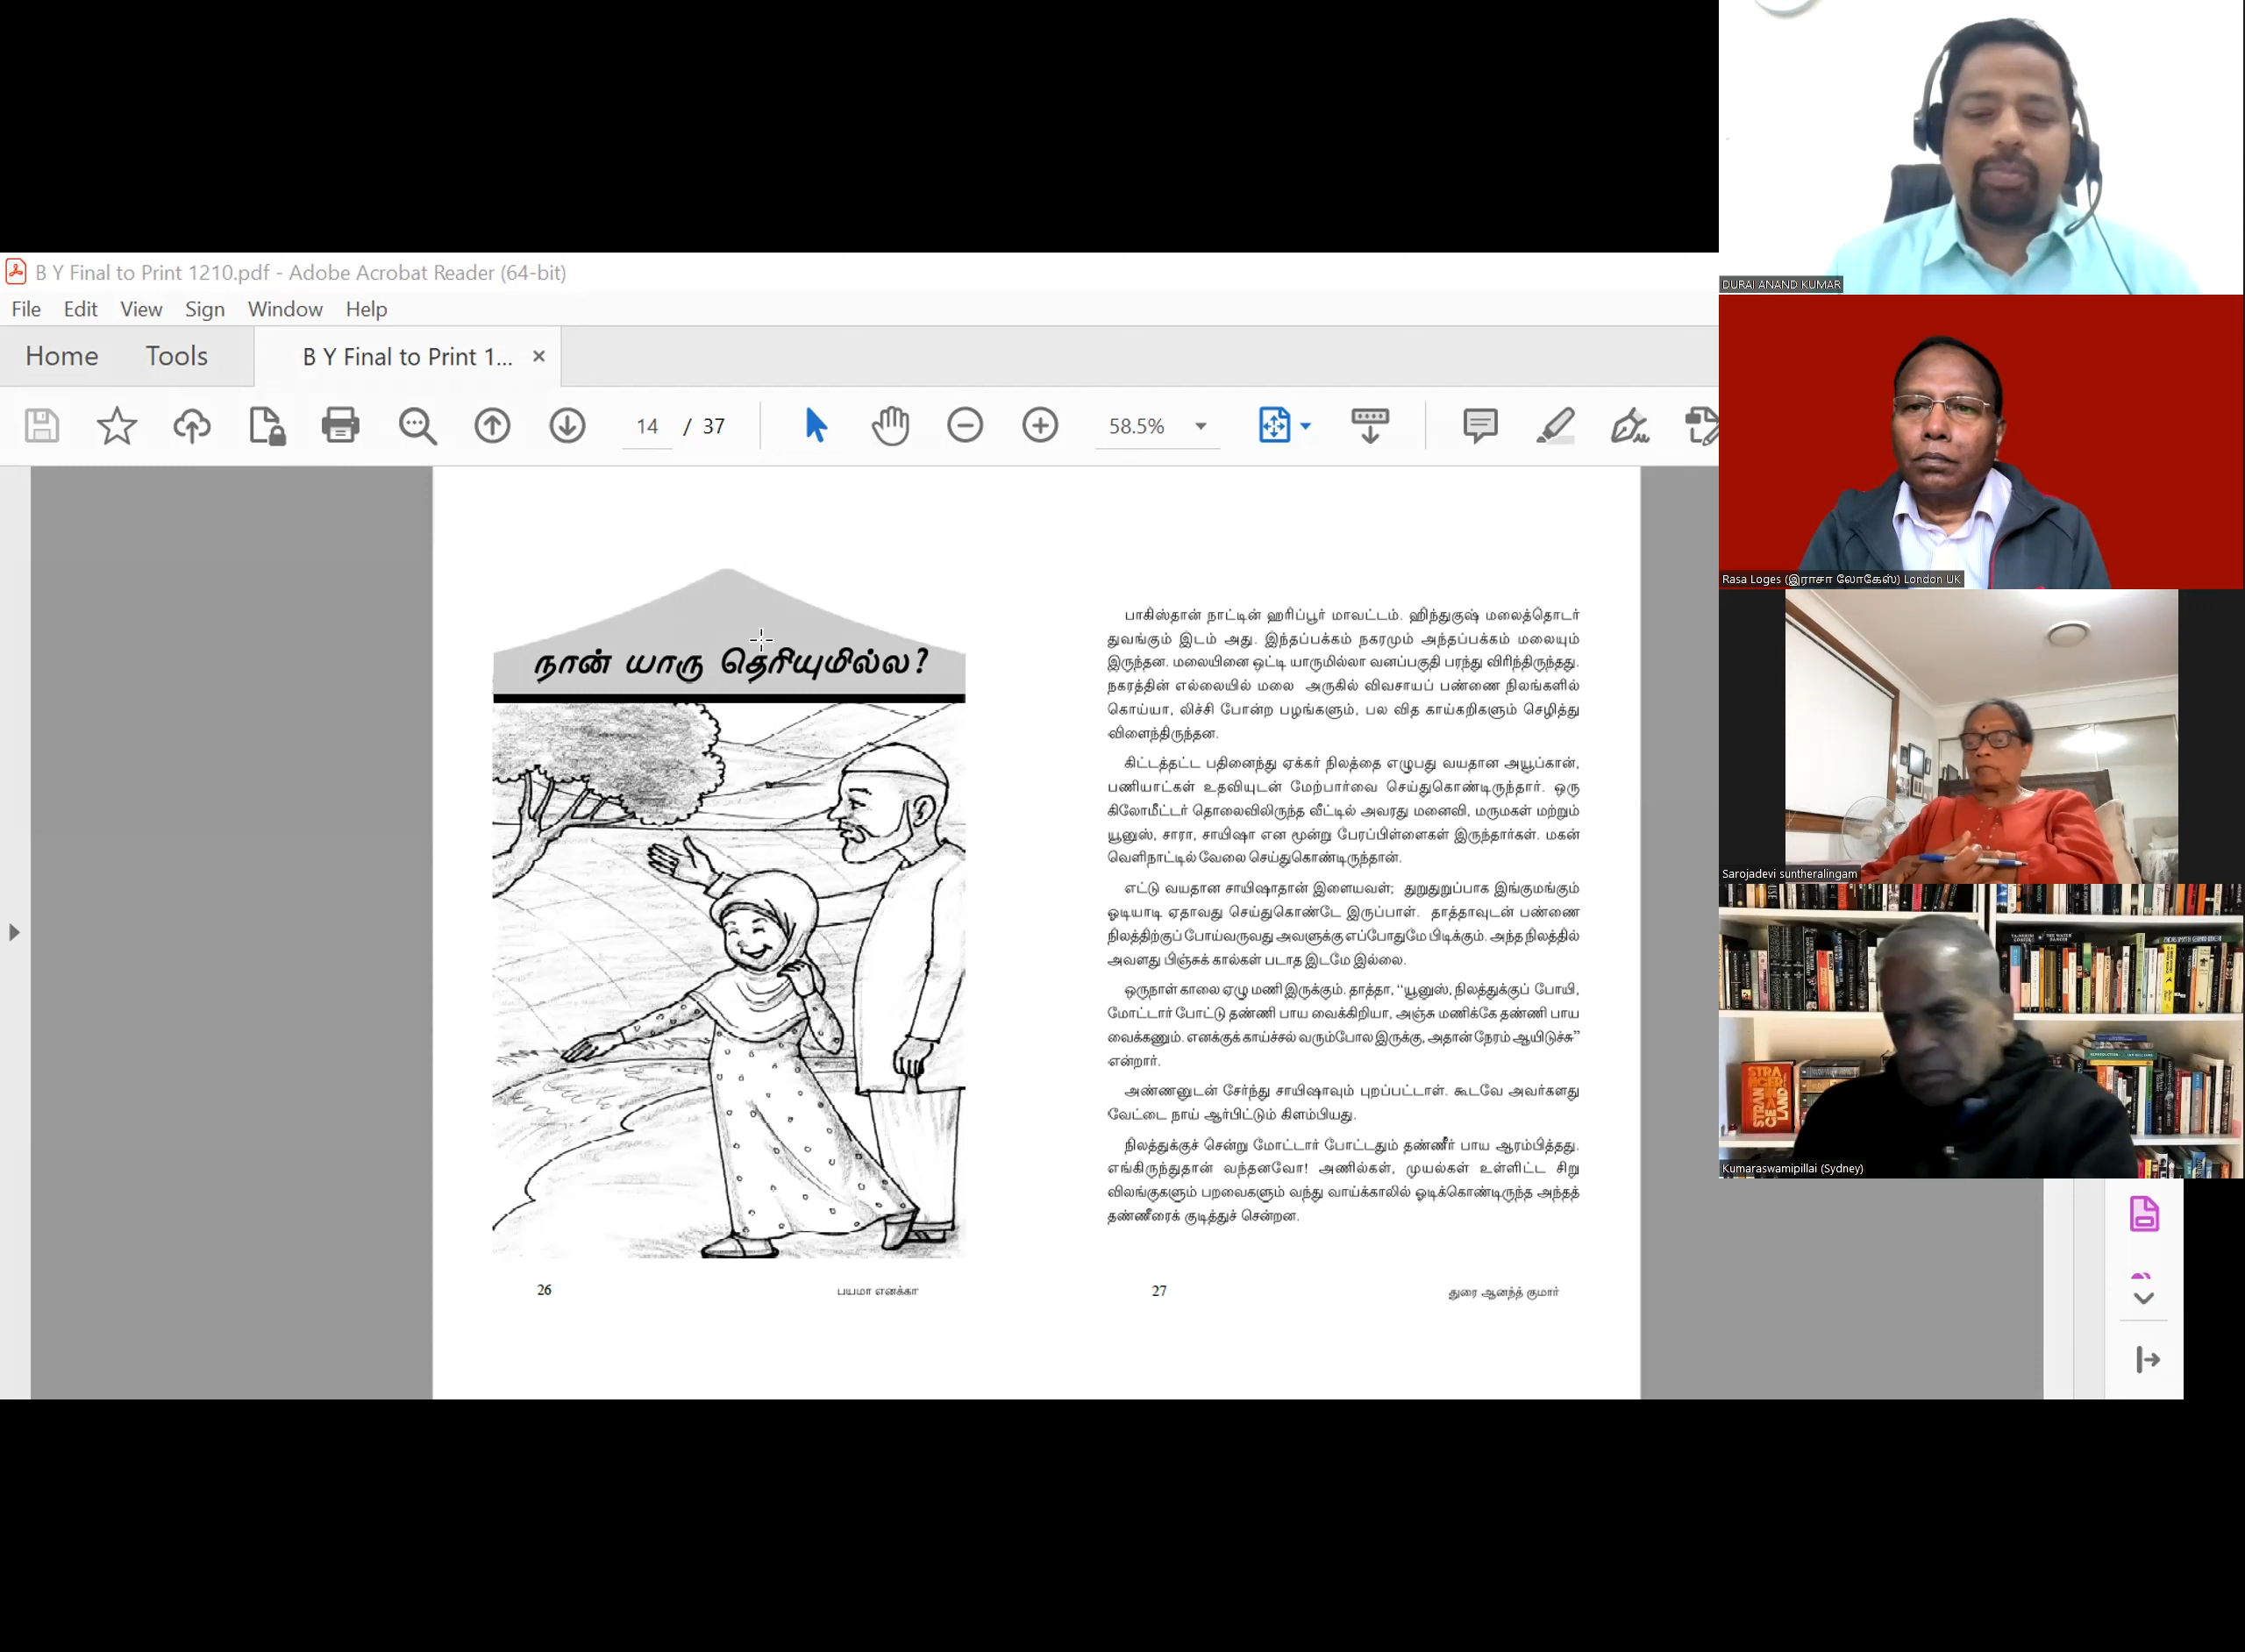 B Y Final to Print 1210.pdf - Adobe Acrobat Reader (64-bit)
File Edit View Sign Window Help
Home Tools B Y Final to Print 1... ×
14 / 37 58.5%
நான் யாரு தெரியுமில்ல?
26 பயமா எனக்கா
பாகிஸ்தான் நாட்டின் ஹரிப்பூர் மாவட்டம். ஹிந்துகுஷ் மலைத்தொடர்
துவங்கும் இடம் அது. இந்தப்பக்கம் நகரமும் அந்தப்பக்கம் மலையும்
இருந்தன. மலையினை ஒட்டி யாருமில்லா வனப்பகுதி பரந்து விரிந்திருந்தது.
நகரத்தின் எல்லையில் மலை அருகில் விவசாயப் பண்ணை நிலங்களில்
கொய்யா, லிச்சி போன்ற பழங்களும், பல வித காய்கறிகளும் செழித்து
விளைந்திருந்தன.
கிட்டத்தட்ட பதினைந்து ஏக்கர் நிலத்தை எழுபது வயதான அயூப்கான்,
பணியாட்கள் உதவியுடன் மேற்பார்வை செய்துகொண்டிருந்தார். ஒரு
கிலோமீட்டர் தொலைவிலிருந்த வீட்டில் அவரது மனைவி, மருமகள் மற்றும்
யூனுஸ், சாரா, சாயிஷா என மூன்று பேரப்பிள்ளைகள் இருந்தார்கள். மகன்
வெளிநாட்டில் வேலை செய்துகொண்டிருந்தான்.
எட்டு வயதான சாயிஷாதான் இளையவள்; துறுதுறுப்பாக இங்குமங்கும்
ஓடியாடி ஏதாவது செய்துகொண்டே இருப்பாள். தாத்தாவுடன் பண்ணை
நிலத்திற்குப் போய்வருவது அவளுக்கு எப்போதுமே பிடிக்கும். அந்த நிலத்தில்
அவளது பிஞ்சுக் கால்கள் படாத இடமே இல்லை.
ஒருநாள் காலை ஏழு மணி இருக்கும். தாத்தா, "யூனுஸ், நிலத்துக்குப் போயி,
மோட்டார் போட்டு தண்ணி பாய வைக்கிறியா, அஞ்சு மணிக்கே தண்ணி பாய
வைக்கணும். எனக்குக் காய்ச்சல் வரும்போல இருக்கு, அதான் நேரம் ஆயிடுச்சு"
என்றார்.
அண்ணனுடன் சேர்ந்து சாயிஷாவும் புறப்பட்டாள். கூடவே அவர்களது
வேட்டை நாய் ஆர்பிட்டும் கிளம்பியது.
நிலத்துக்குச் சென்று மோட்டார் போட்டதும் தண்ணீர் பாய ஆரம்பித்தது.
எங்கிருந்துதான் வந்தனவோ! அணில்கள், முயல்கள் உள்ளிட்ட சிறு
விலங்குகளும் பறவைகளும் வந்து வாய்க்காலில் ஓடிக்கொண்டிருந்த அந்தத்
தண்ணீரைக் குடித்துச் சென்றன.
27 துரை ஆனந்த் குமார்
DURAI ANAND KUMAR
Rasa Loges (இராசா லோகேஸ்) London UK
Sarojadevi suntheralingam
STRANGER
IN A STRANGE
LAND
Kumaraswamipillai (Sydney)